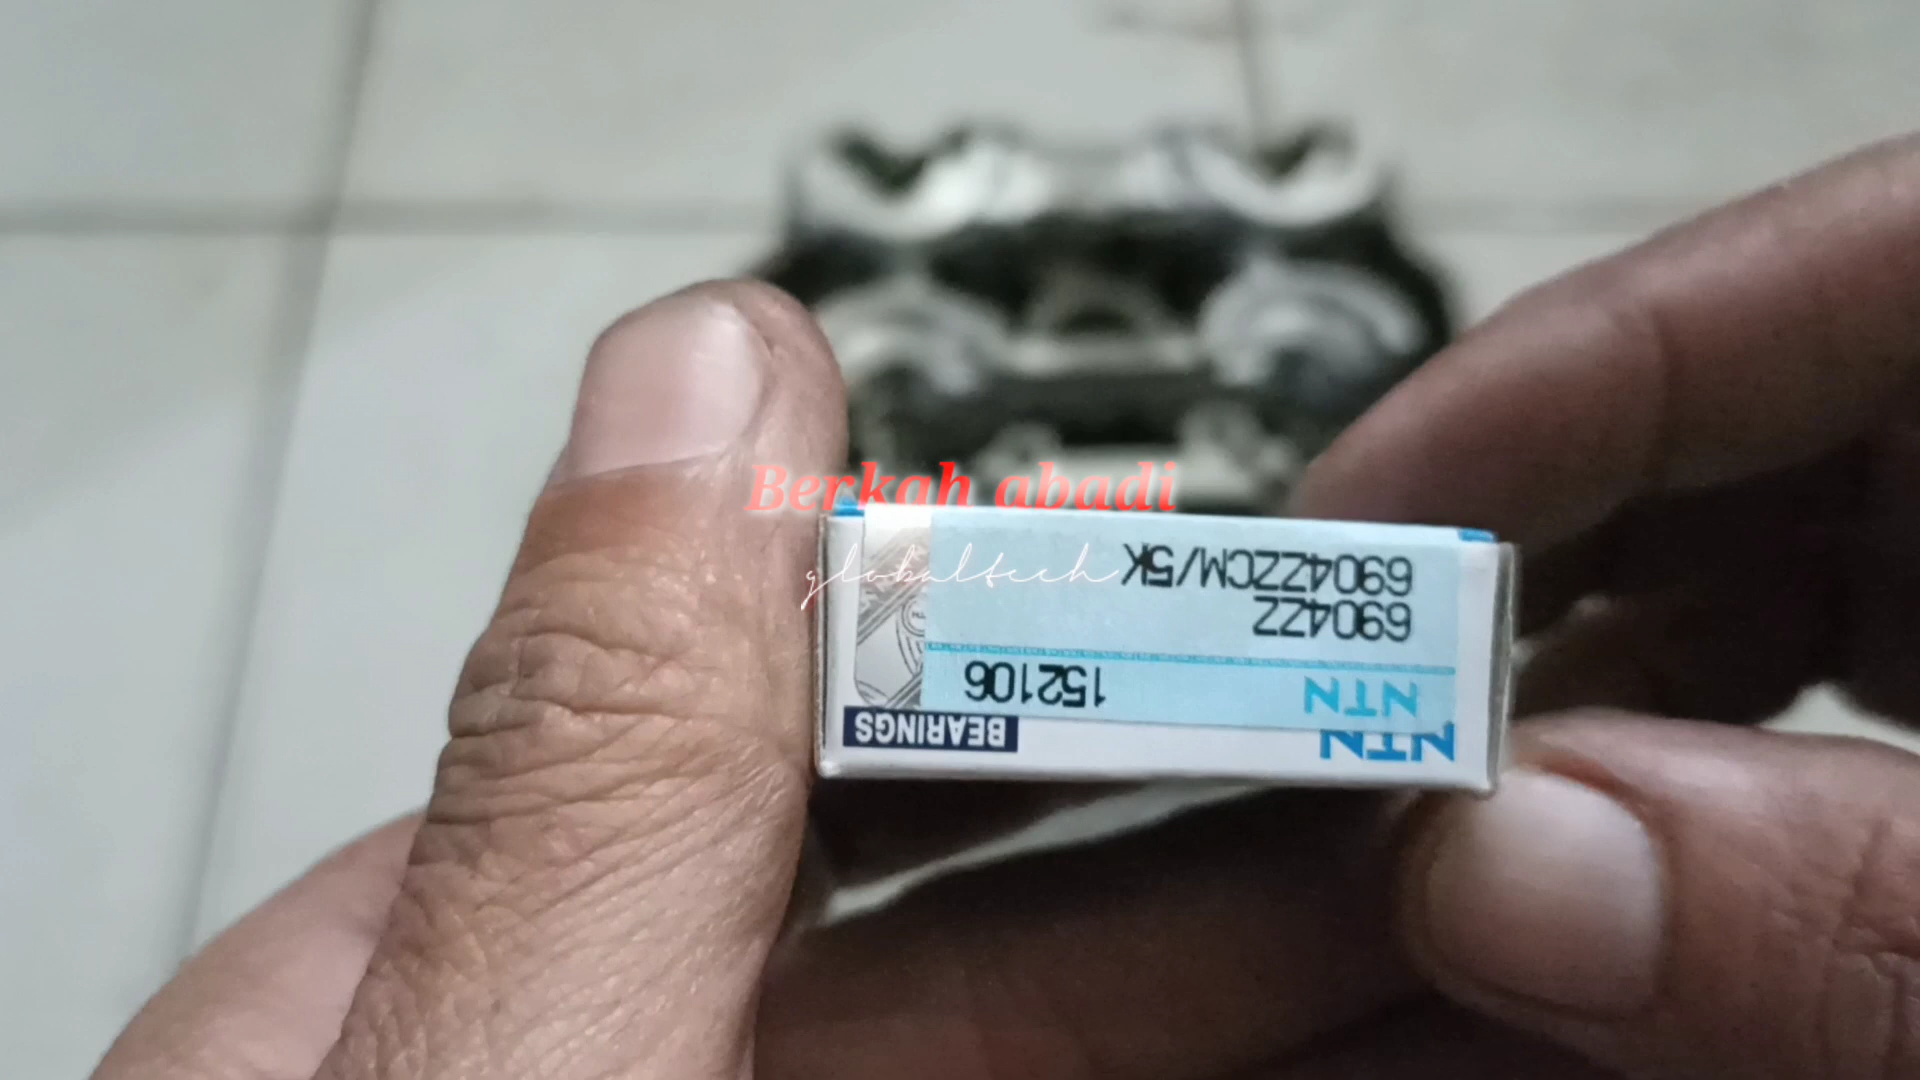 Berkah abadi
globaltech
NTN
BEARINGS
NTN
152106
6904ZZ
6904ZZCM/5K